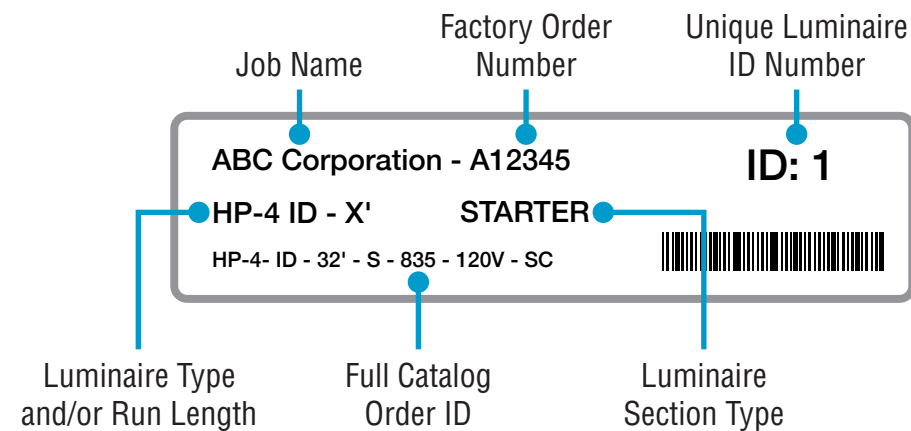 Job Name
Factory Order
Number
Unique Luminaire
ID Number
ABC Corporation - A12345
ID: 1
HP-4 ID - X'
STARTER
HP-4- ID - 32' - S - 835 - 120V - SC
Luminaire Type
and/or Run Length
Full Catalog
Order ID
Luminaire
Section Type